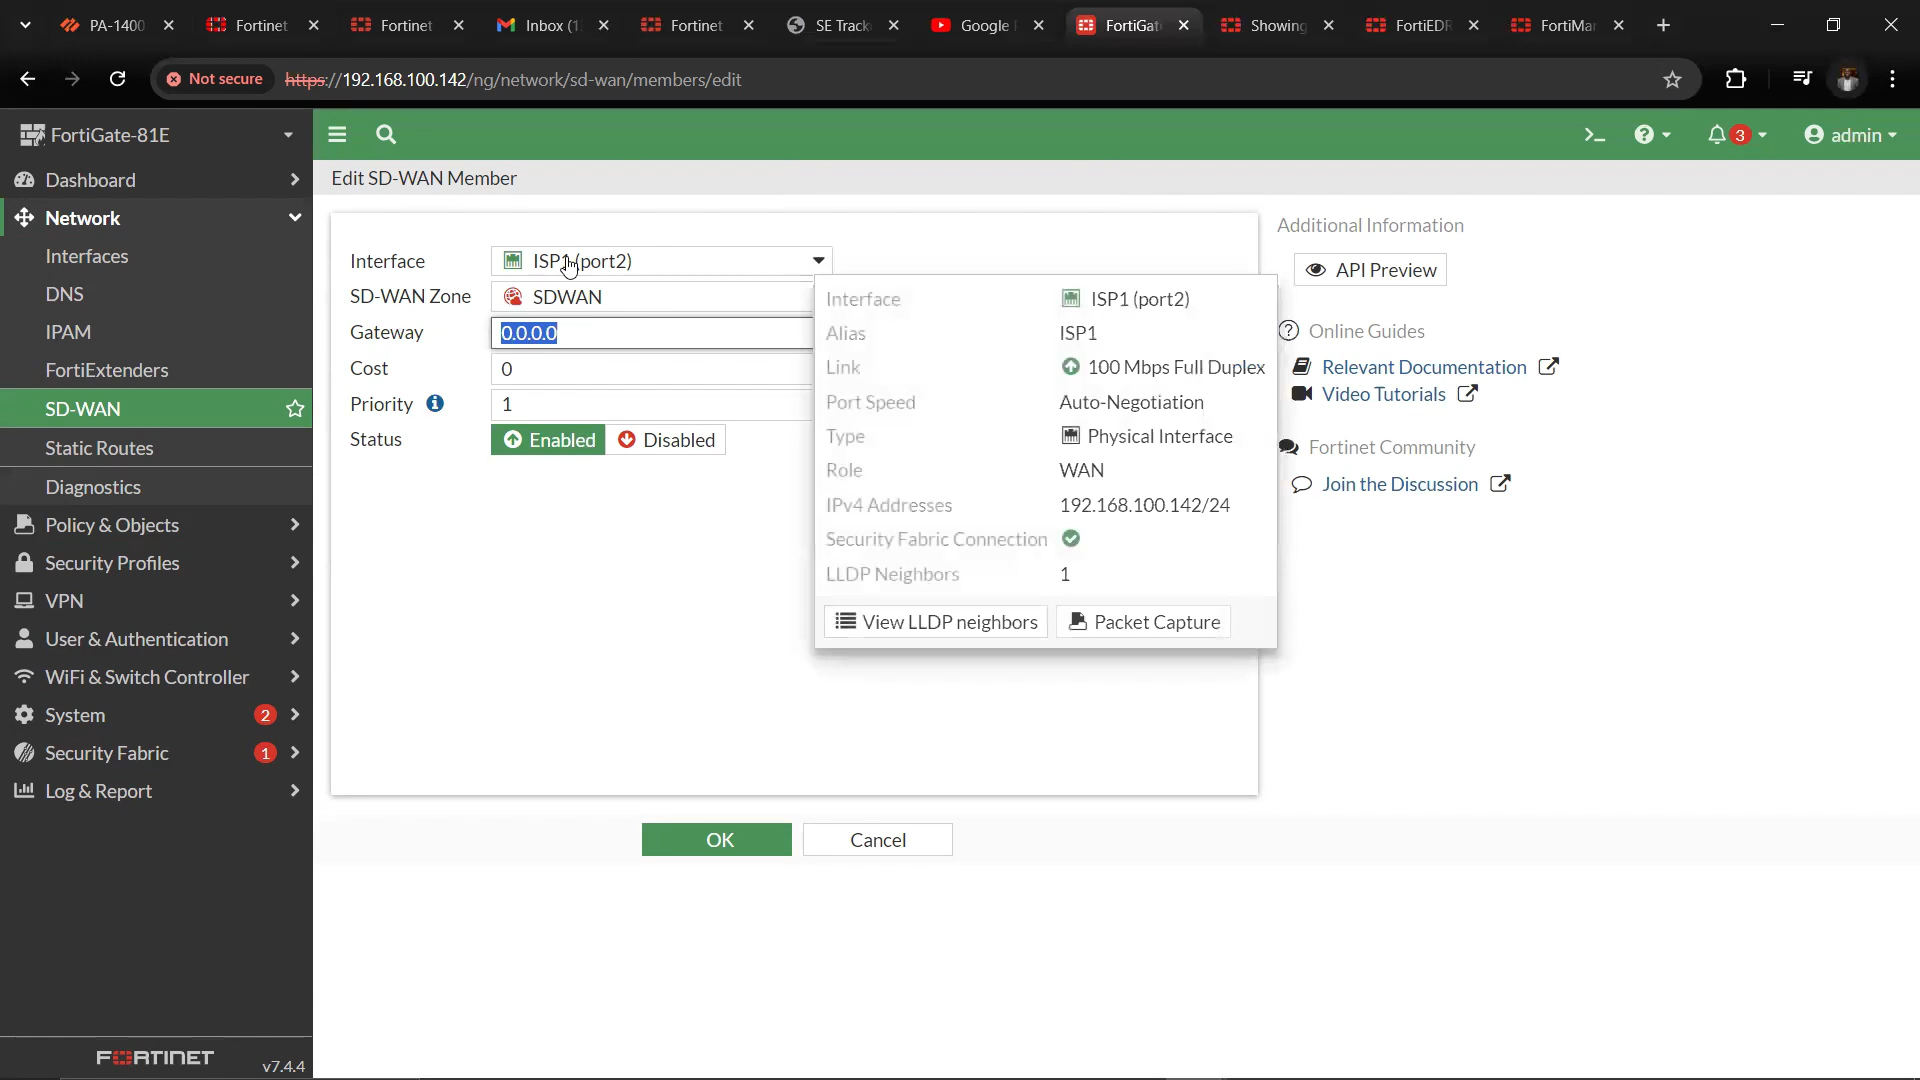 PA-1400
Fortinet
Fortinet
Inbox (1
Fortinet
SE Track
Google
FortiGat
Showing
FortiEDR
FortiMa
Not secure
https://192.168.100.142/ng/network/sd-wan/members/edit
FortiGate-81E
3
admin
Dashboard
Edit SD-WAN Member
Network
Interfaces
DNS
IPAM
FortiExtenders
SD-WAN
Static Routes
Diagnostics
Policy & Objects
Security Profiles
VPN
User & Authentication
WiFi & Switch Controller
System
2
Security Fabric
1
Log & Report
FORTINET
v7.4.4
Interface
ISP1 (port2)
SD-WAN Zone
SDWAN
Gateway
0.0.0.0
Cost
0
Priority
1
Status
Enabled
Disabled
Interface
ISP1 (port2)
Alias
ISP1
Link
100 Mbps Full Duplex
Port Speed
Auto-Negotiation
Type
Physical Interface
Role
WAN
IPv4 Addresses
192.168.100.142/24
Security Fabric Connection
LLDP Neighbors
1
View LLDP neighbors
Packet Capture
OK
Cancel
Additional Information
API Preview
Online Guides
Relevant Documentation
Video Tutorials
Fortinet Community
Join the Discussion